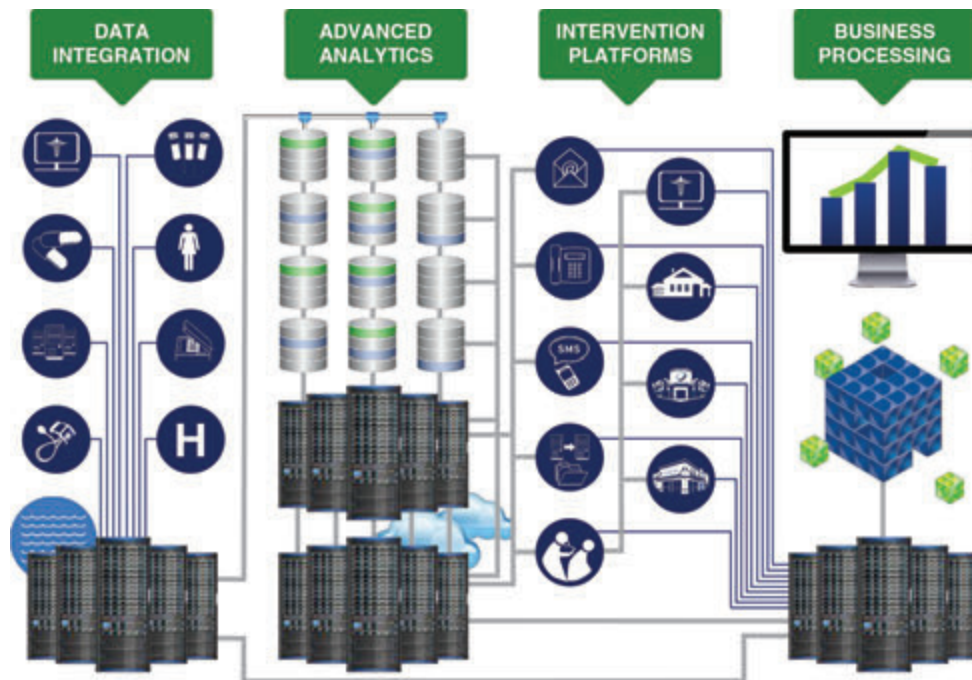 DATA
INTEGRATION
ADVANCED
ANALYTICS
INTERVENTION
PLATFORMS
BUSINESS
PROCESSING
@
SMS
H